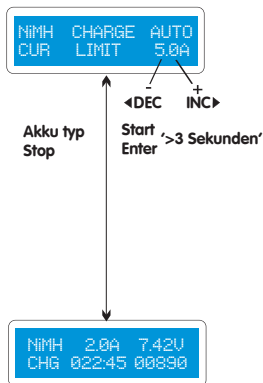 NiMH CHARGE AUTO
CUR LIMIT 5.0A
- +
◀DEC INC▶
Akku typ
Stop
Start
Enter
'>3 Sekunden'
NiMH 2.0A 7.42V
CHG 022:45 00890